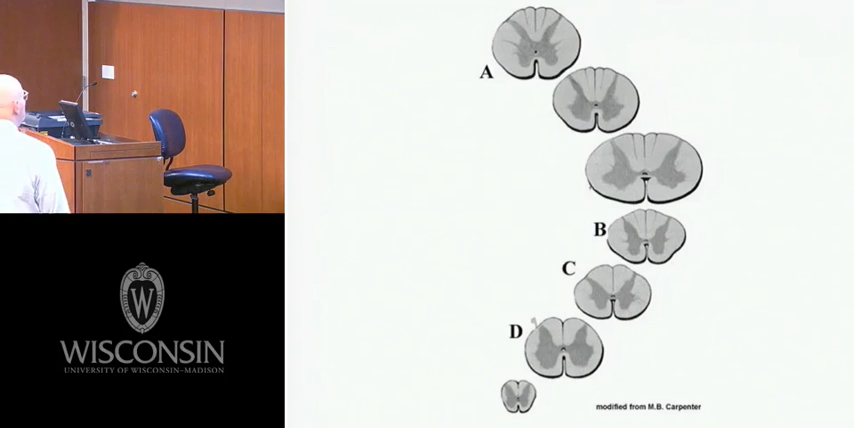 A
B
C
D
modified from M.B. Carpenter
W
WISCONSIN
UNIVERSITY OF WISCONSIN–MADISON